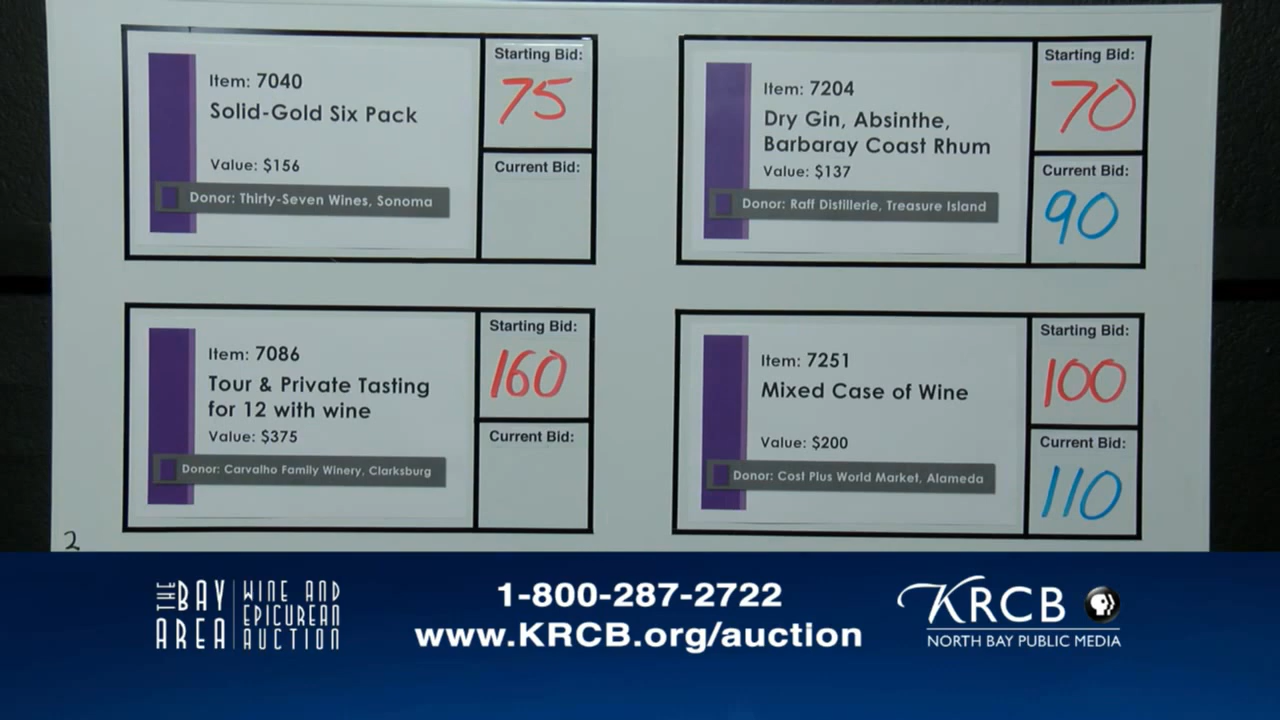 Item: 7040
Solid-Gold Six Pack
Value: $156
Donor: Thirty-Seven Wines, Sonoma
Starting Bid:
75
Current Bid:
Item: 7204
Dry Gin, Absinthe,
Barbaray Coast Rhum
Value: $137
Donor: Raff Distillerie, Treasure Island
Starting Bid:
70
Current Bid:
90
Item: 7086
Tour & Private Tasting
for 12 with wine
Value: $375
Donor: Carvalho Family Winery, Clarksburg
Starting Bid:
160
Current Bid:
Item: 7251
Mixed Case of Wine
Value: $200
Donor: Cost Plus World Market, Alameda
Starting Bid:
100
Current Bid:
110
2
THE BAY AREA
WINE AND
EPICUREAN
AUCTION
1-800-287-2722
www.KRCB.org/auction
KRCB
NORTH BAY PUBLIC MEDIA